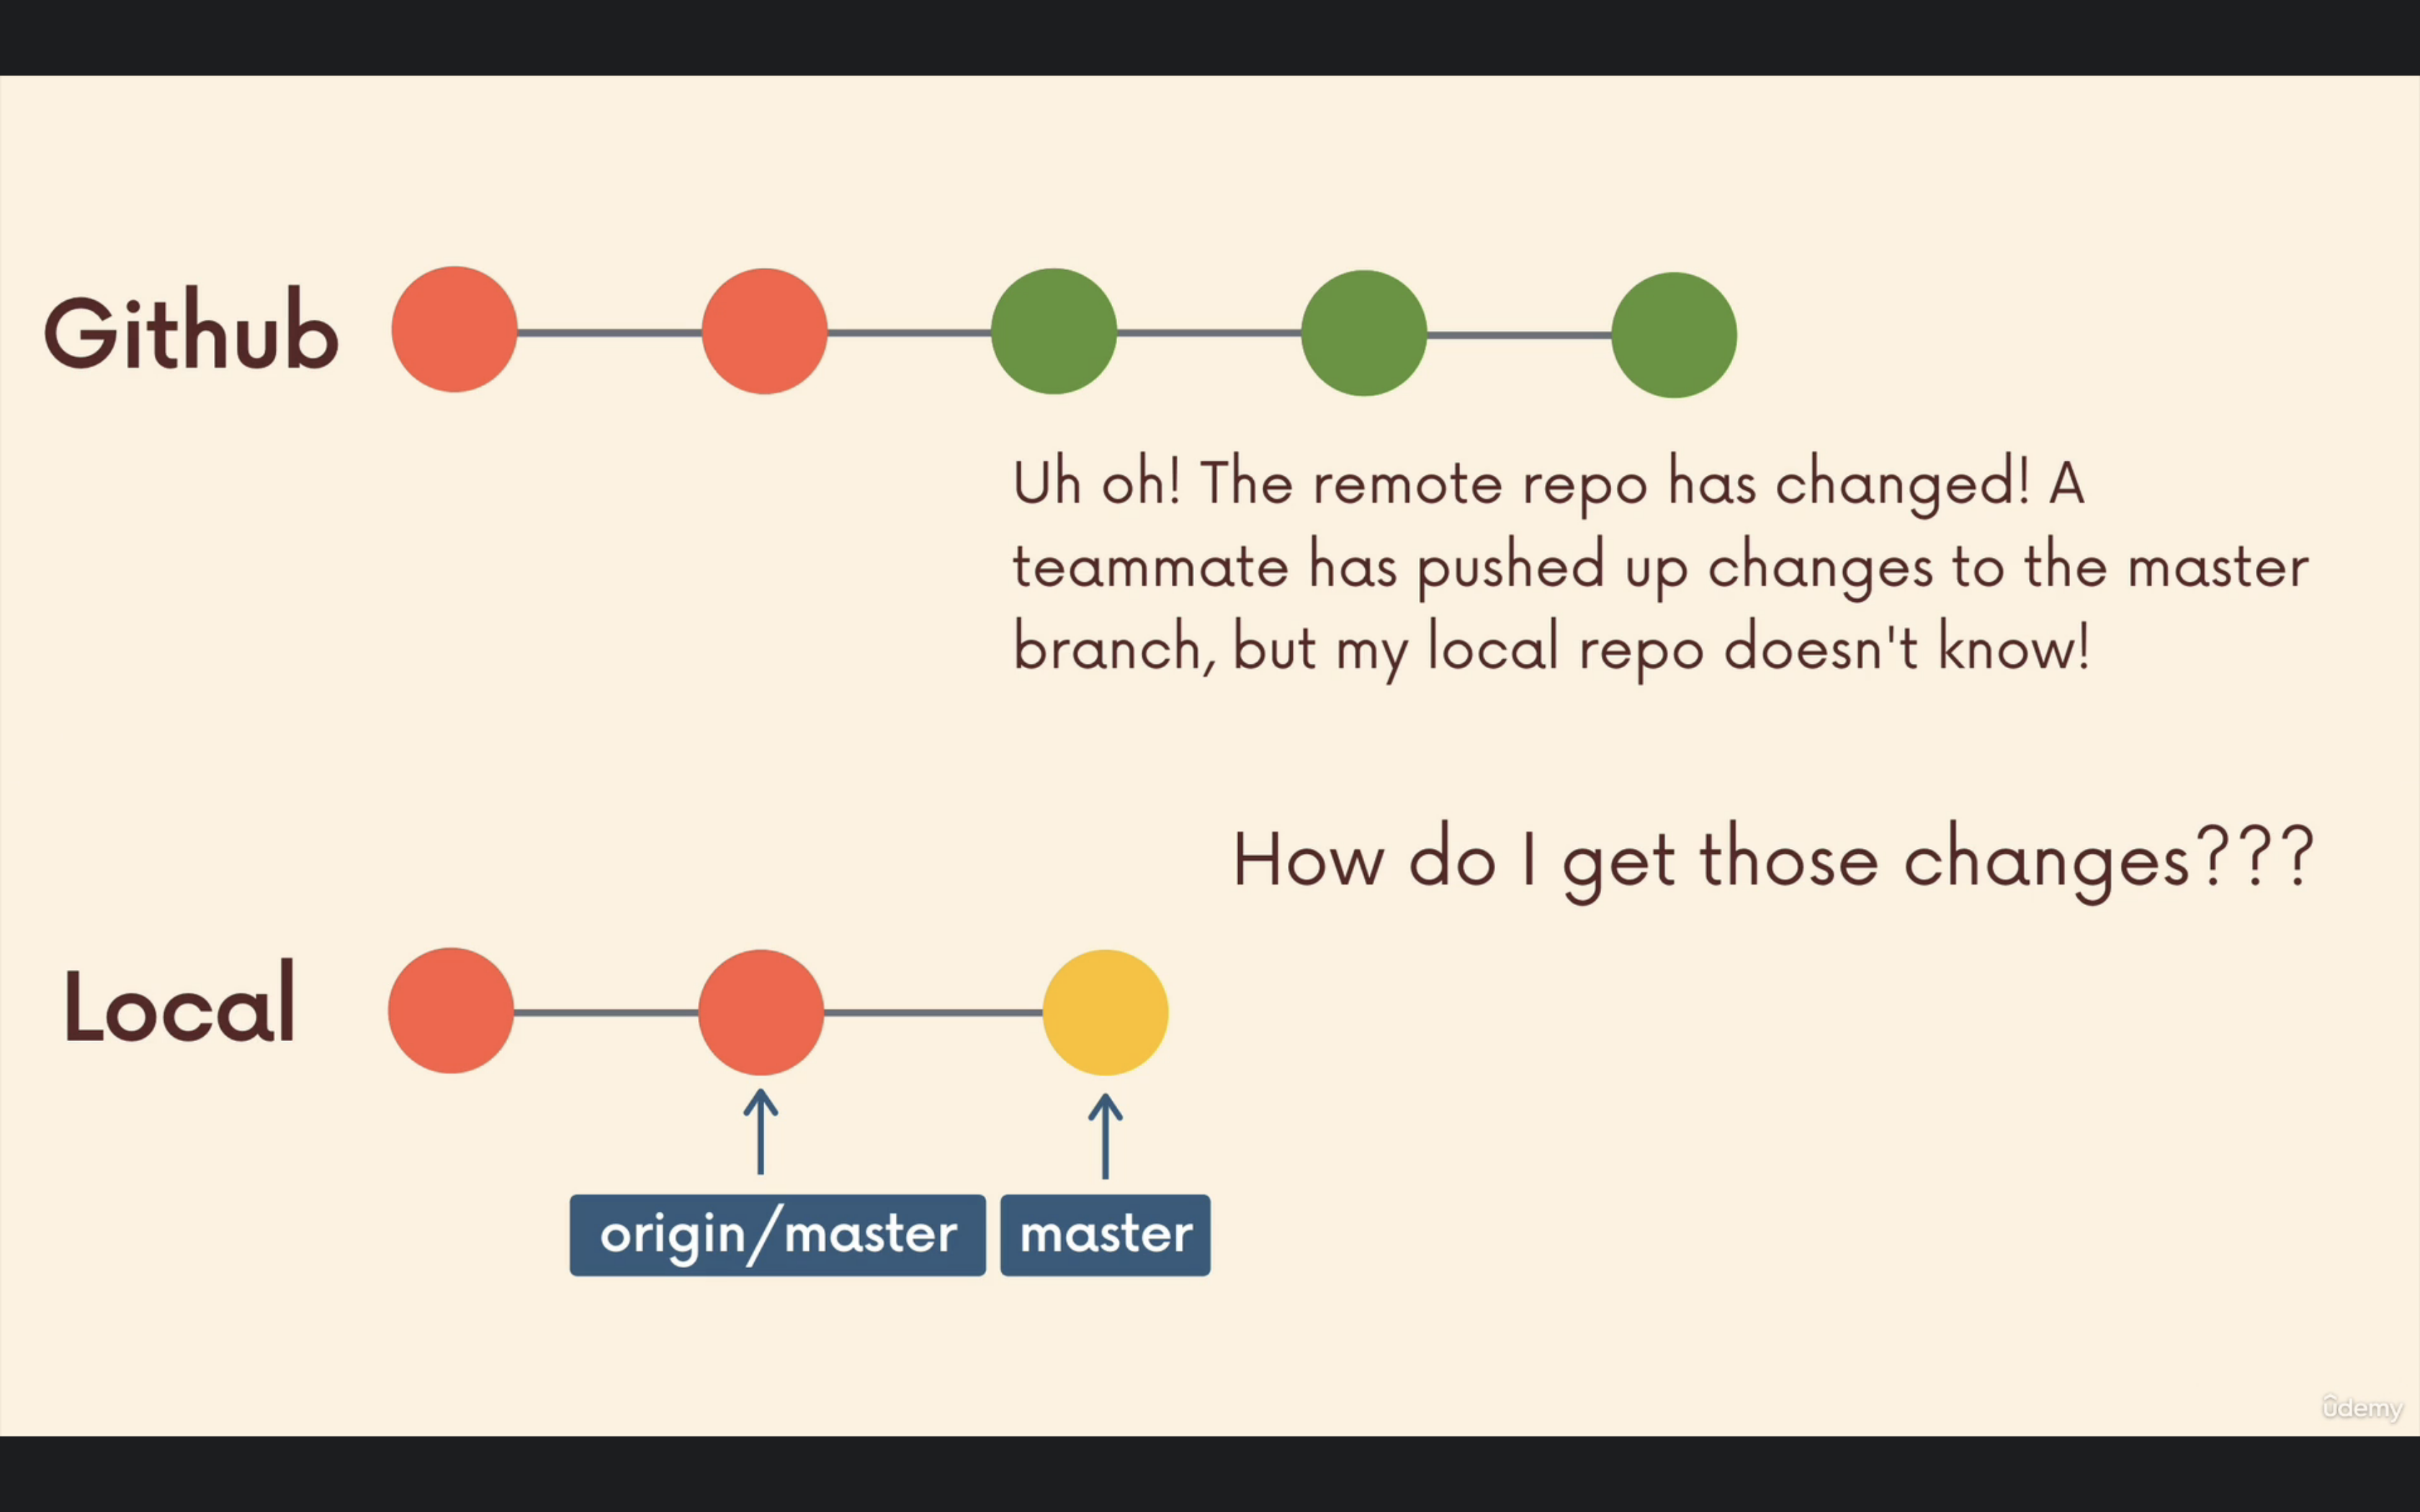 Github
Uh oh! The remote repo has changed! A
teammate has pushed up changes to the master
branch, but my local repo doesn't know!
How do I get those changes???
Local
origin/master
master
ûdemy